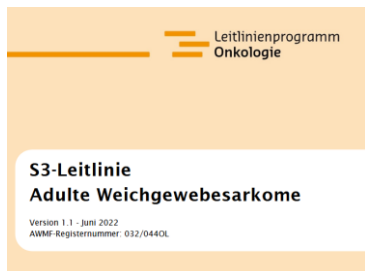 Leitlinienprogramm
Onkologie
S3-Leitlinie
Adulte Weichgewebesarkome
Version 1.1 - Juni 2022
AWMF-Registernummer: 032/044OL